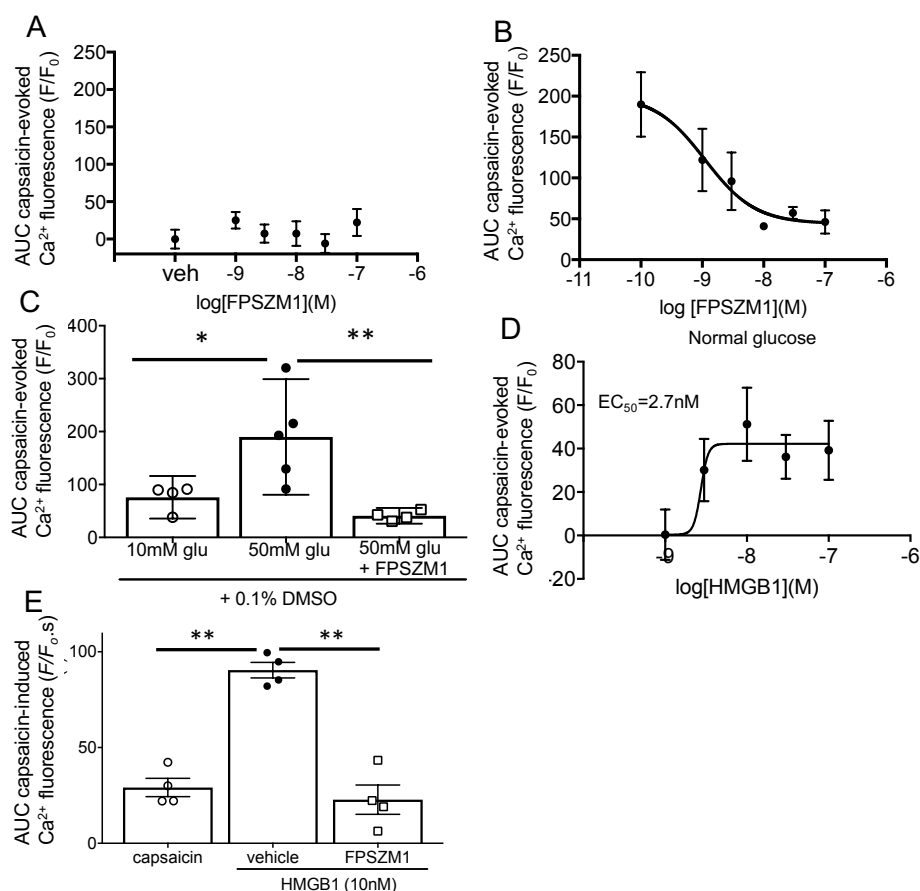 A
AUC capsaicin-evoked
Ca²⁺ fluorescence (F/F₀)
250
200
150
100
50
0
veh
-9
-8
-7
-6
log[FPSZM1](M)
B
AUC capsaicin-evoked
Ca²⁺ fluorescence (F/F₀)
250
200
150
100
50
0
-11
-10
-9
-8
-7
-6
log [FPSZM1](M)
C
AUC capsaicin-evoked
Ca²⁺ fluorescence (F/F₀)
400
300
200
100
0
*
**
10mM glu
50mM glu
50mM glu
+ FPSZM1
+ 0.1% DMSO
D
Normal glucose
AUC capsaicin-evoked
Ca²⁺ fluorescence (F/F₀)
80
60
40
20
0
-20
EC₅₀=2.7nM
-9
-8
-7
-6
log[HMGB1](M)
E
AUC capsaicin-induced
Ca²⁺ fluorescence (F/Fₒ.s)
100
50
0
**
**
capsaicin
vehicle
FPSZM1
HMGB1 (10nM)